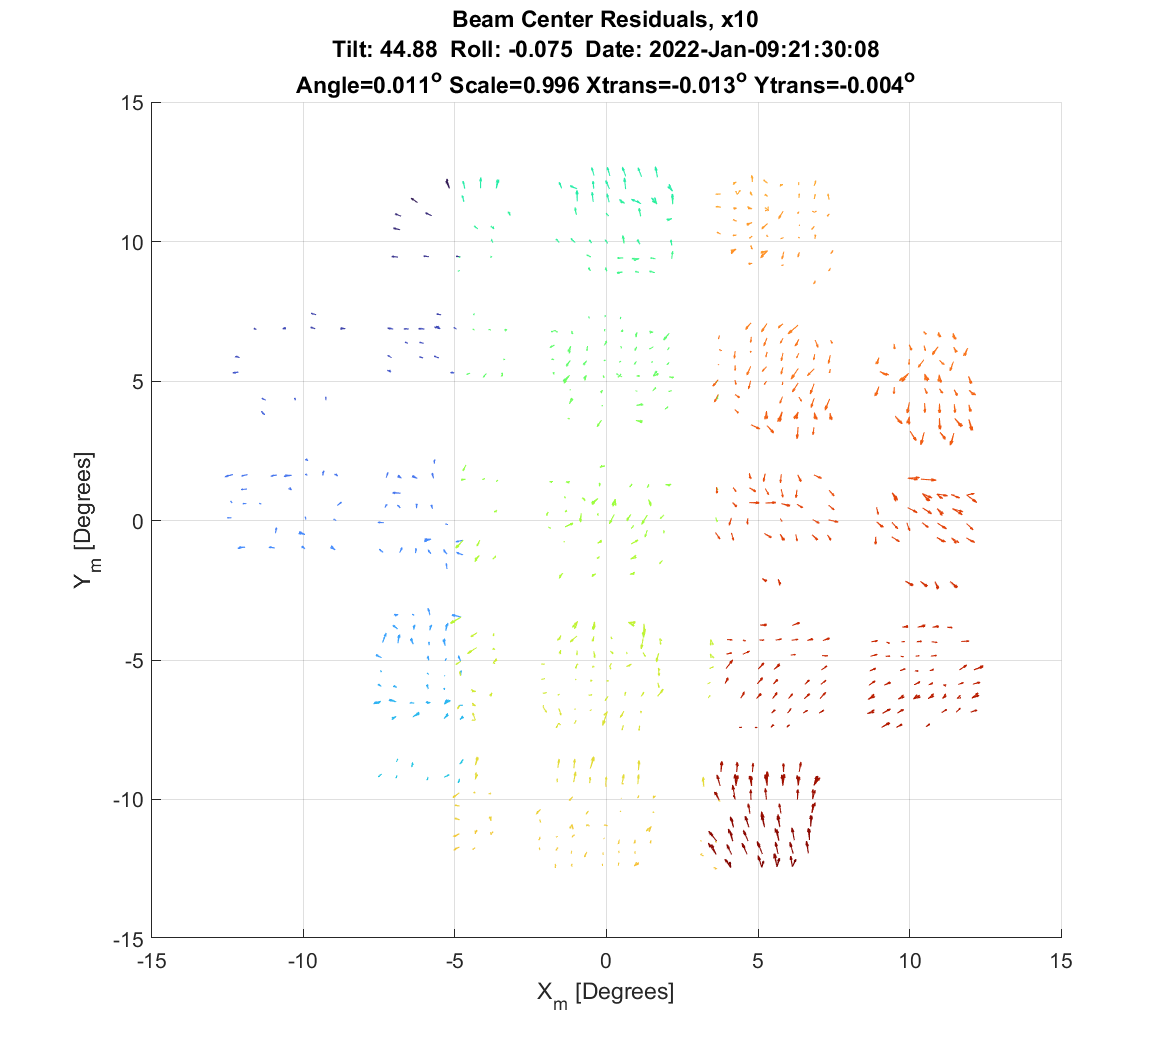 Beam Center Residuals, x10
Tilt: 44.88 Roll: -0.075 Date: 2022-Jan-09:21:30:08
Angle=0.011° Scale=0.996 Xtrans=-0.013° Ytrans=-0.004°
15
10
5
0
-5
-10
-15
Y_m [Degrees]
-15 -10 -5 0 5 10 15
X_m [Degrees]